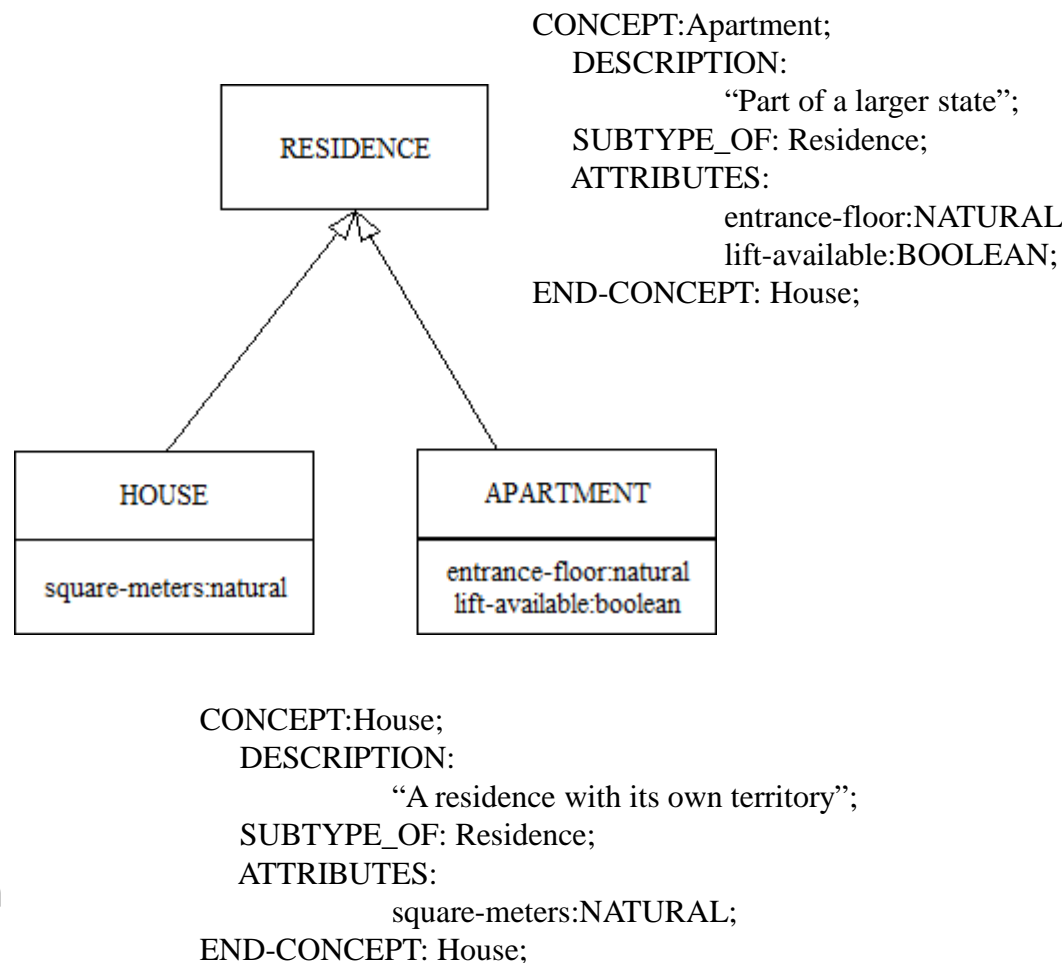 CONCEPT:Apartment;
DESCRIPTION:
“Part of a larger state”;
SUBTYPE_OF: Residence;
ATTRIBUTES:
entrance-floor:NATURAL
lift-available:BOOLEAN;
END-CONCEPT: House;
RESIDENCE
HOUSE
square-meters:natural
APARTMENT
entrance-floor:natural
lift-available:boolean
CONCEPT:House;
DESCRIPTION:
“A residence with its own territory”;
SUBTYPE_OF: Residence;
ATTRIBUTES:
square-meters:NATURAL;
END-CONCEPT: House;